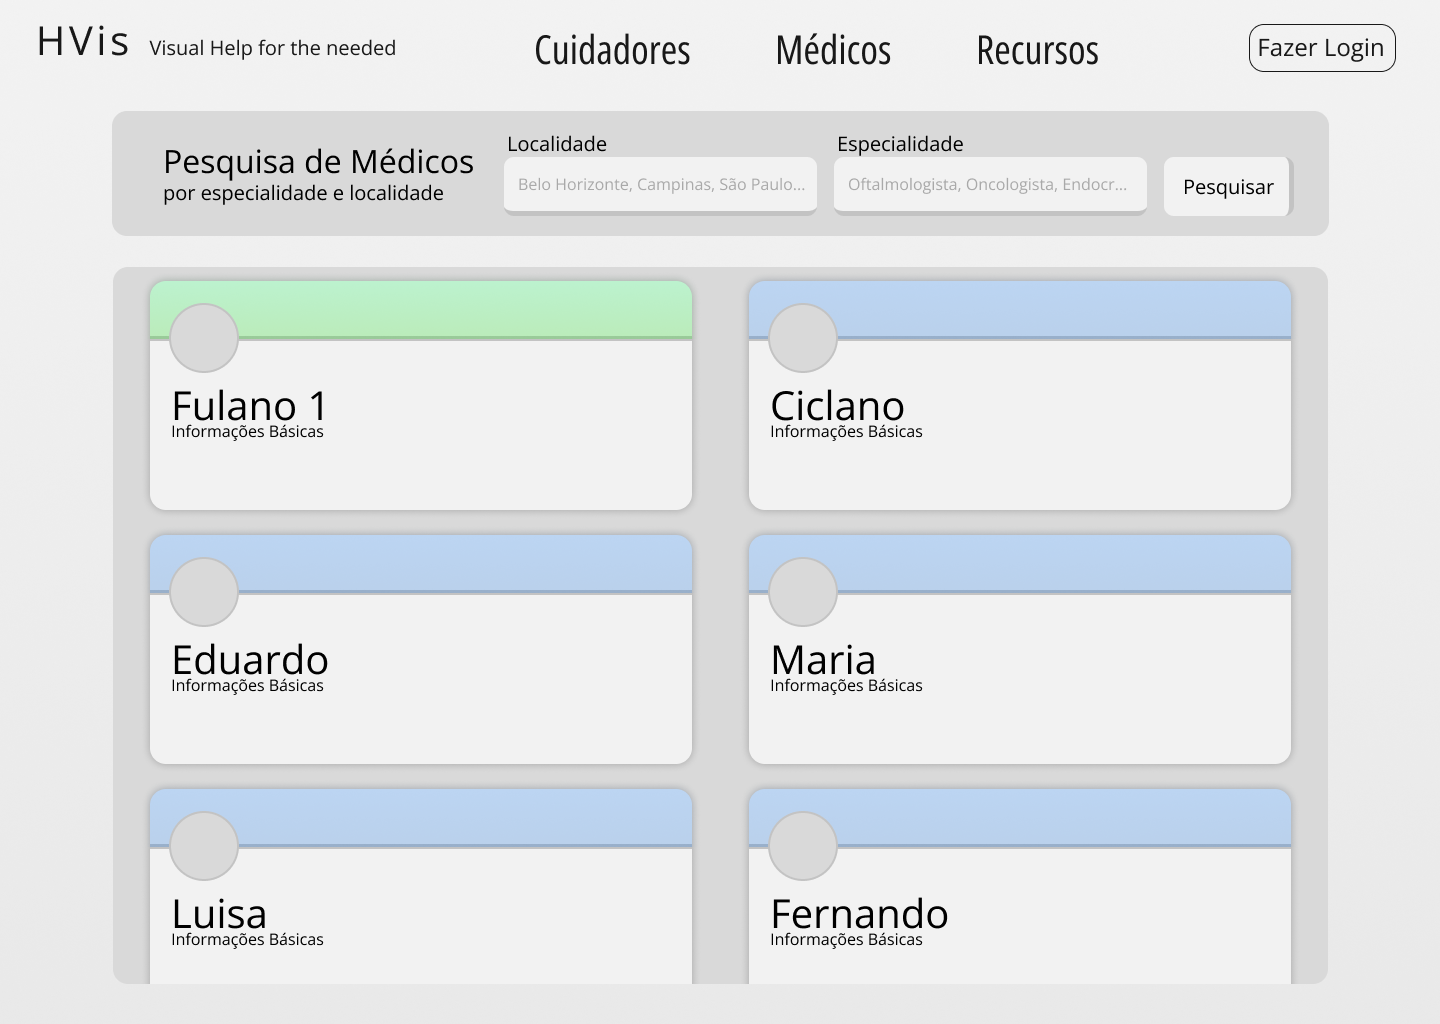 HVis Visual Help for the needed
Cuidadores Médicos Recursos
Fazer Login
Pesquisa de Médicos
por especialidade e localidade
Localidade
Belo Horizonte, Campinas, São Paulo...
Especialidade
Oftalmologista, Oncologista, Endocr...
Pesquisar
Fulano 1
Informações Básicas
Ciclano
Informações Básicas
Eduardo
Informações Básicas
Maria
Informações Básicas
Luisa
Informações Básicas
Fernando
Informações Básicas